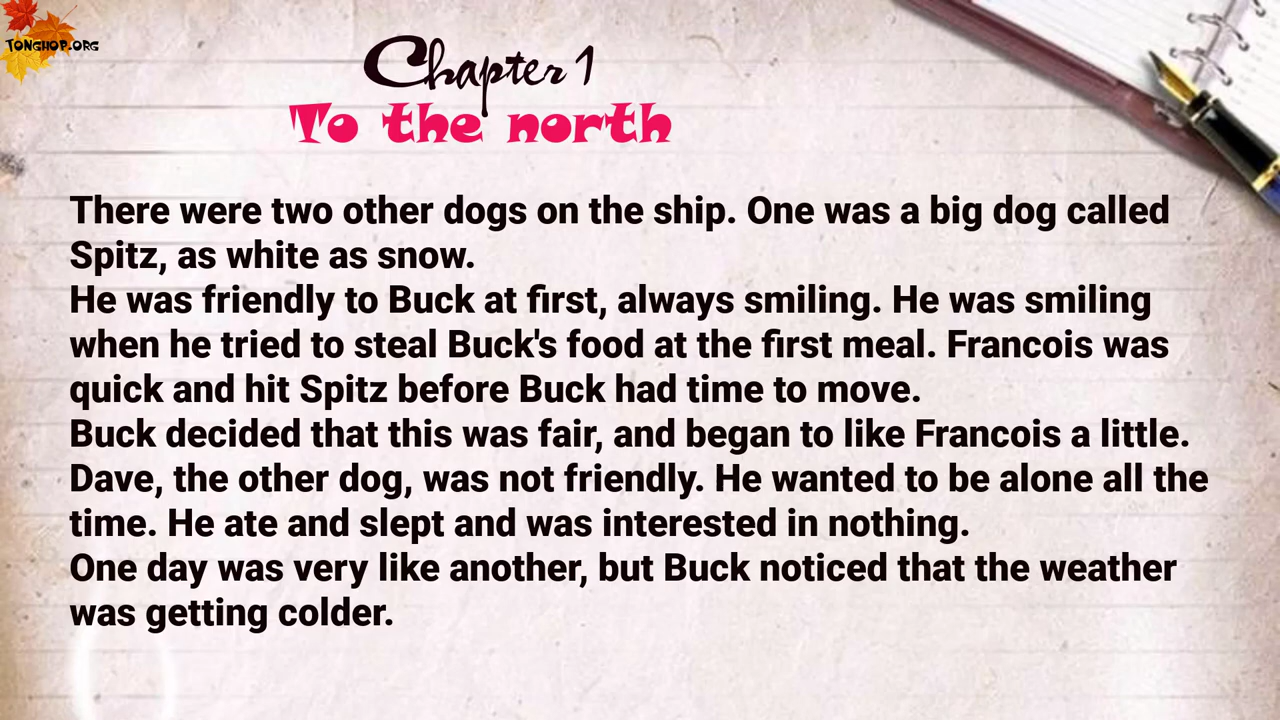 TONGHOP.ORG
Chapter 1
To the north
There were two other dogs on the ship. One was a big dog called
Spitz, as white as snow.
He was friendly to Buck at first, always smiling. He was smiling
when he tried to steal Buck's food at the first meal. Francois was
quick and hit Spitz before Buck had time to move.
Buck decided that this was fair, and began to like Francois a little.
Dave, the other dog, was not friendly. He wanted to be alone all the
time. He ate and slept and was interested in nothing.
One day was very like another, but Buck noticed that the weather
was getting colder.